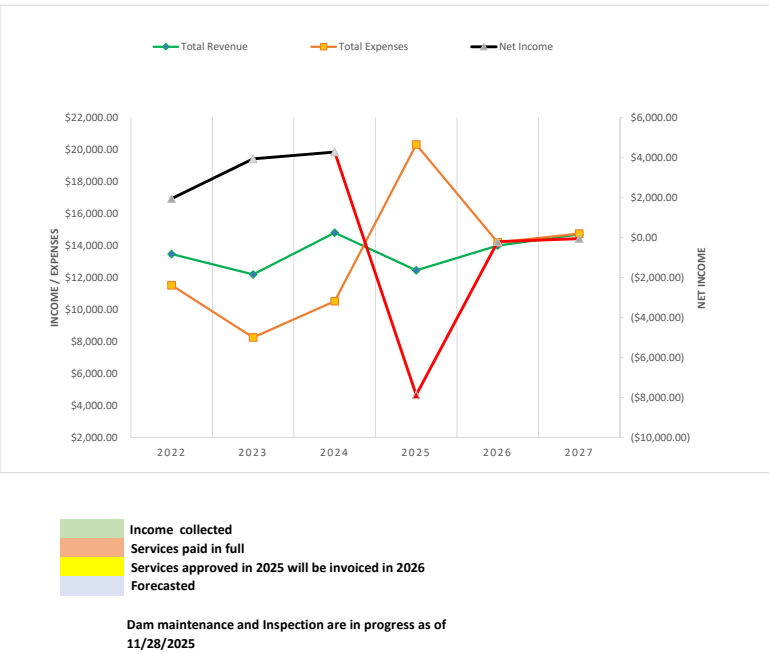 Total Revenue Total Expenses Net Income
$22,000.00
$20,000.00
$18,000.00
$16,000.00
$14,000.00
$12,000.00
$10,000.00
$8,000.00
$6,000.00
$4,000.00
$2,000.00
INCOME / EXPENSES
$6,000.00
$4,000.00
$2,000.00
$0.00
($2,000.00)
($4,000.00)
($6,000.00)
($8,000.00)
($10,000.00)
NET INCOME
2022 2023 2024 2025 2026 2027
Income collected
Services paid in full
Services approved in 2025 will be invoiced in 2026
Forecasted
Dam maintenance and Inspection are in progress as of
11/28/2025